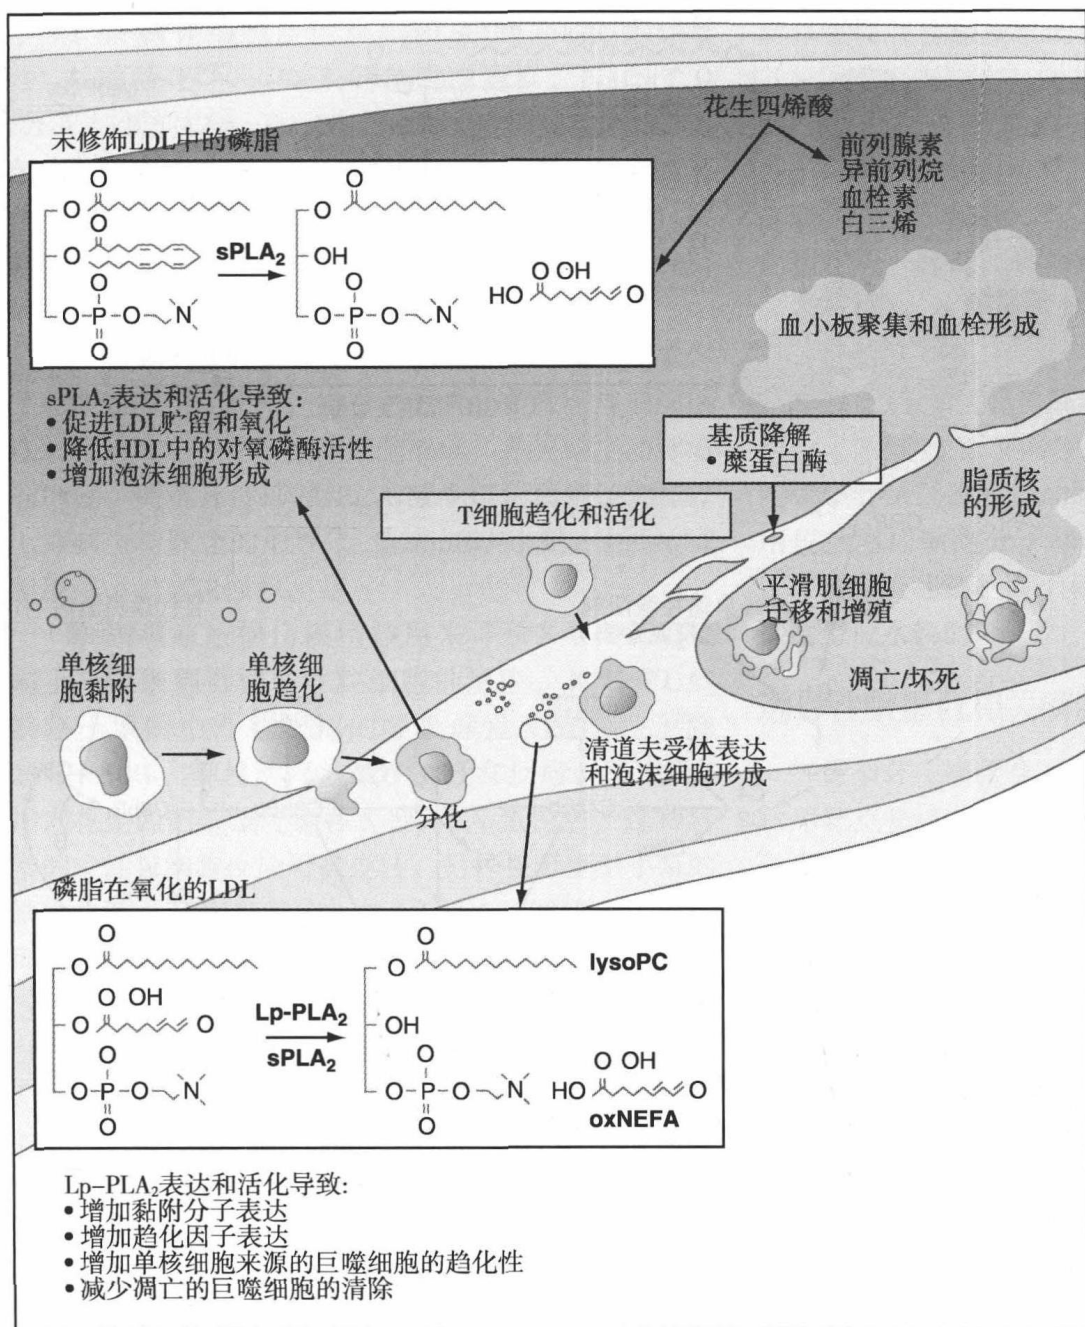 花生四烯酸
前列腺素
异前列烷
血栓素
白三烯
未修饰LDL中的磷脂
O
O
O
O
sPLA₂
O
O
OH
O
O
O-P-O
N
O
O
O-P-O
N
O
O OH
HO
O
血小板聚集和血栓形成
sPLA₂表达和活化导致:
• 促进LDL贮留和氧化
• 降低HDL中的对氧磷酶活性
• 增加泡沫细胞形成
基质降解
• 糜蛋白酶
T细胞趋化和活化
脂质核
的形成
平滑肌细胞
迁移和增殖
凋亡/坏死
单核细
胞黏附
单核细
胞趋化
分化
清道夫受体表达
和泡沫细胞形成
磷脂在氧化的LDL
O
O
O OH
O
O
O
O-P-O
N
O
Lp-PLA₂
sPLA₂
O
O
lysoPC
OH
O
O-P-O
N
O
O OH
HO
O
oxNEFA
Lp-PLA₂表达和活化导致:
• 增加黏附分子表达
• 增加趋化因子表达
• 增加单核细胞来源的巨噬细胞的趋化性
• 减少凋亡的巨噬细胞的清除